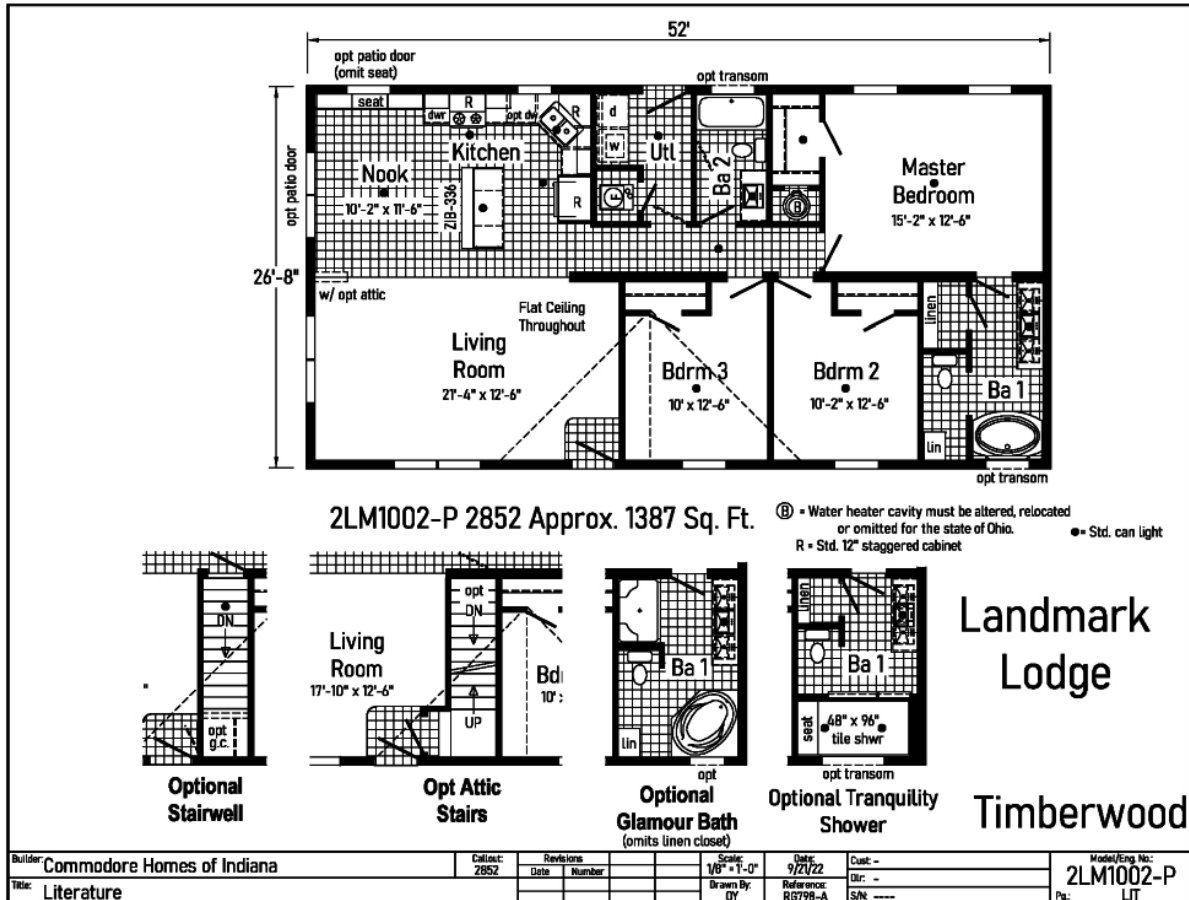 52'
opt patio door
(omit seat)
opt transom
seat
R
dwr
opt dw
R
d
w
Utl
Kitchen
Nook
10'-2" x 11'-6"
opt patio door
ZIB-336
R
F
Ba 2
B
Master
Bedroom
15'-2" x 12'-6"
26'-8"
w/ opt attic
Flat Ceiling
Throughout
Living
Room
21'-4" x 12'-6"
Bdrm 3
10' x 12'-6"
Bdrm 2
10'-2" x 12'-6"
linen
Ba 1
lin
opt transom
2LM1002-P 2852 Approx. 1387 Sq. Ft.
B = Water heater cavity must be altered, relocated
or omitted for the state of Ohio.
R = Std. 12" staggered cabinet
● = Std. can light
DN
opt
g.c.
Optional
Stairwell
Living
Room
17'-10" x 12'-6"
opt
DN
UP
Bd
10'
Opt Attic
Stairs
Ba 1
lin
opt
Optional
Glamour Bath
(omits linen closet)
linen
Ba 1
seat
48" x 96"
tile shwr
opt transom
Optional Tranquility
Shower
Landmark
Lodge
Timberwood
Builder: Commodore Homes of Indiana
Title: Literature
Callout:
2852
Revisions
Date Number
Scale:
1/8" = 1'-0"
Drawn By:
DY
Date:
9/21/22
Reference:
RG798-A
Cust: -
Dlr: -
S/N: ----
Model/Eng. No.:
2LM1002-P
Pg.: LIT